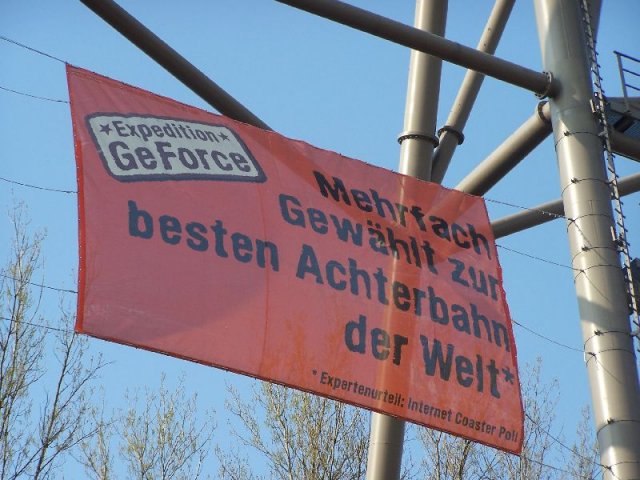 *Expedition*
GeForce
Mehrfach
Gewählt zur
besten Achterbahn
der Welt*
* Expertenurteil: Internet Coaster Poll